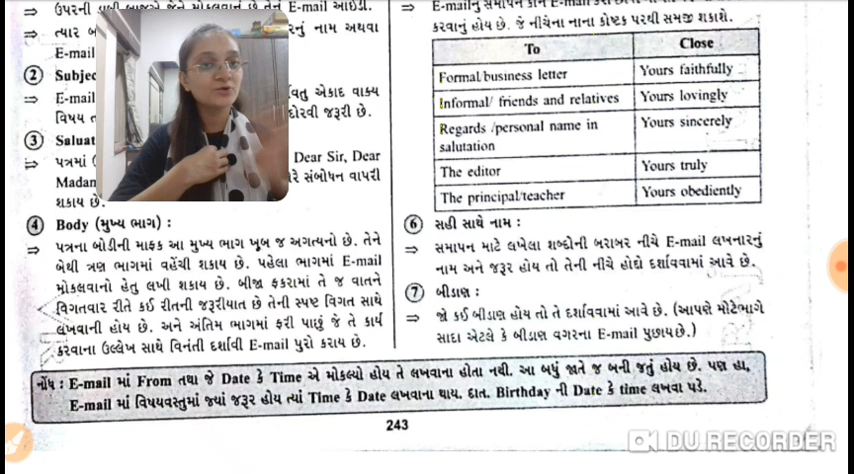 ⇒ ઉપરની
E-mail આઇડી.
⇒ ત્યાર
નું નામ અથવા
E-mail
② Subjec
⇒ E-mail
વતુ એકાદ વાક્ય
વિષય
દોરવી જરૂરી છે.
③ Saluat
⇒ પત્રમાં
Dear Sir, Dear
Madan
રે સંબોધન વાપરી
શકાય છે.
④ Body (મુખ્ય ભાગ) :
⇒ પત્રના બોડીની માફક આ મુખ્ય ભાગ ખૂબ જ અગત્યનો છે. તેને
બેથી ત્રણ ભાગમાં વહેંચી શકાય છે. પહેલા ભાગમાં E-mail
મોકલવાનો હેતુ લખી શકાય છે. બીજા ફકરામાં તે જ વાતને
વિગતવાર રીતે કઈ રીતની જરૂરીયાત છે તેની સ્પષ્ટ વિગત સાથે
લખવાની હોય છે. અને અંતિમ ભાગમાં ફરી પાછું જે તે કાર્ય
કરવાના ઉલ્લેખ સાથે વિનંતી દર્શાવી E-mail પુરો કરાય છે.
⇒ E-mailનું સમાપન
કરવાનું હોય છે. જે નીચેના નાના કોષ્ટક પરથી સમજી શકાશે.
To Close
Formal/business letter Yours faithfully
Informal/ friends and relatives Yours lovingly
Regards /personal name in Yours sincerely
salutation
The editor Yours truly
The principal/teacher Yours obediently
⑥ સહી સાથે નામ :
⇒ સમાપન માટે લખેલા શબ્દોની બરાબર નીચે E-mail લખનારનું
નામ અને જરૂર હોય તો તેની નીચે હોદ્દો દર્શાવવામાં આવે છે.
⑦ બીડાણ :
⇒ જો કઈ બીડાણ હોય તો તે દર્શાવવામાં આવે છે. (આપણે મોટેભાગે
સાદા એટલે કે બીડાણ વગરના E-mail પુછાય છે.)
નોંધ : E-mail માં From તથા જે Date કે Time એ મોકલ્યો હોય તે લખવાના હોતા નથી. આ બધું જાતે જ બની જતું હોય છે. પણ હા,
E-mail માં વિષયવસ્તુમાં જ્યાં જરૂર હોય ત્યાં Time કે Date લખવાના થાય. દાત. Birthday ની Date કે time લખવા પડે.
243
DU RECORDER